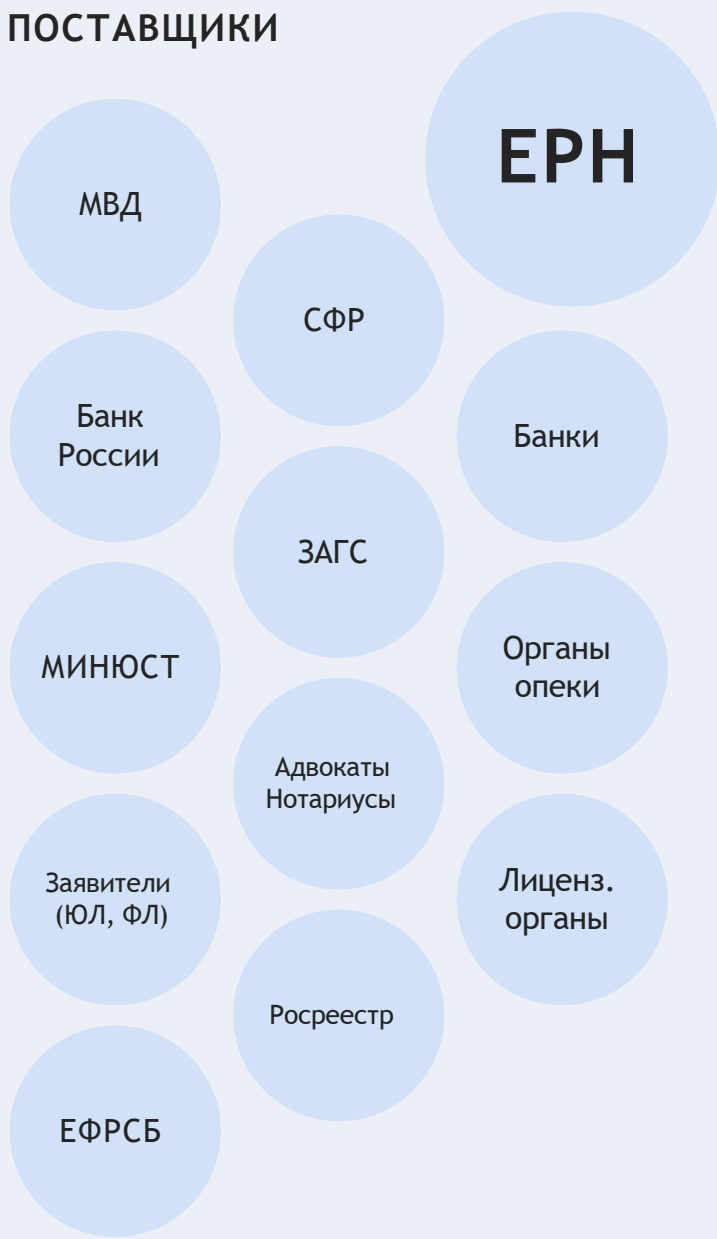 ПОСТАВЩИКИ
ЕРН
МВД
СФР
Банк
России
Банки
ЗАГС
МИНЮСТ
Органы
опеки
Адвокаты
Нотариусы
Заявители
(ЮЛ, ФЛ)
Лиценз.
органы
Росреестр
ЕФРСБ